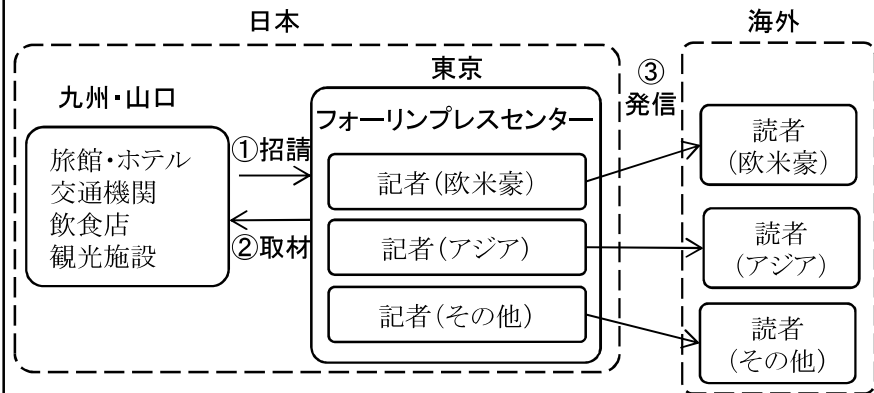 日本
海外
東京
③
発信
九州・山口
フォーリンプレスセンター
旅館・ホテル
交通機関
飲食店
観光施設
①招請
②取材
記者(欧米豪)
記者(アジア)
記者(その他)
読者
(欧米豪)
読者
(アジア)
読者
(その他)